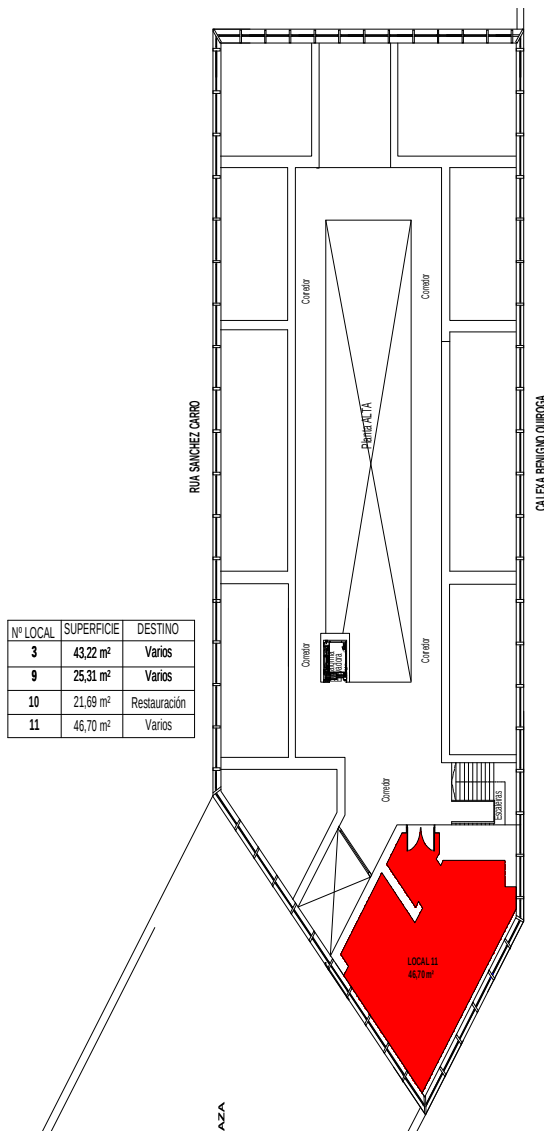 Corredor
Corredor
Planta ALTA
RUA SANCHEZ CARRO
CALEXA BENIGNO QUIROGA
Nº LOCAL SUPERFICIE DESTINO
3 43,22 m² Varios
9 25,31 m² Varios
10 21,69 m² Restauración
11 46,70 m² Varios
Corredor
Corredor
Corredor
Escaleiras
LOCAL 11
46,70 m²
AZA